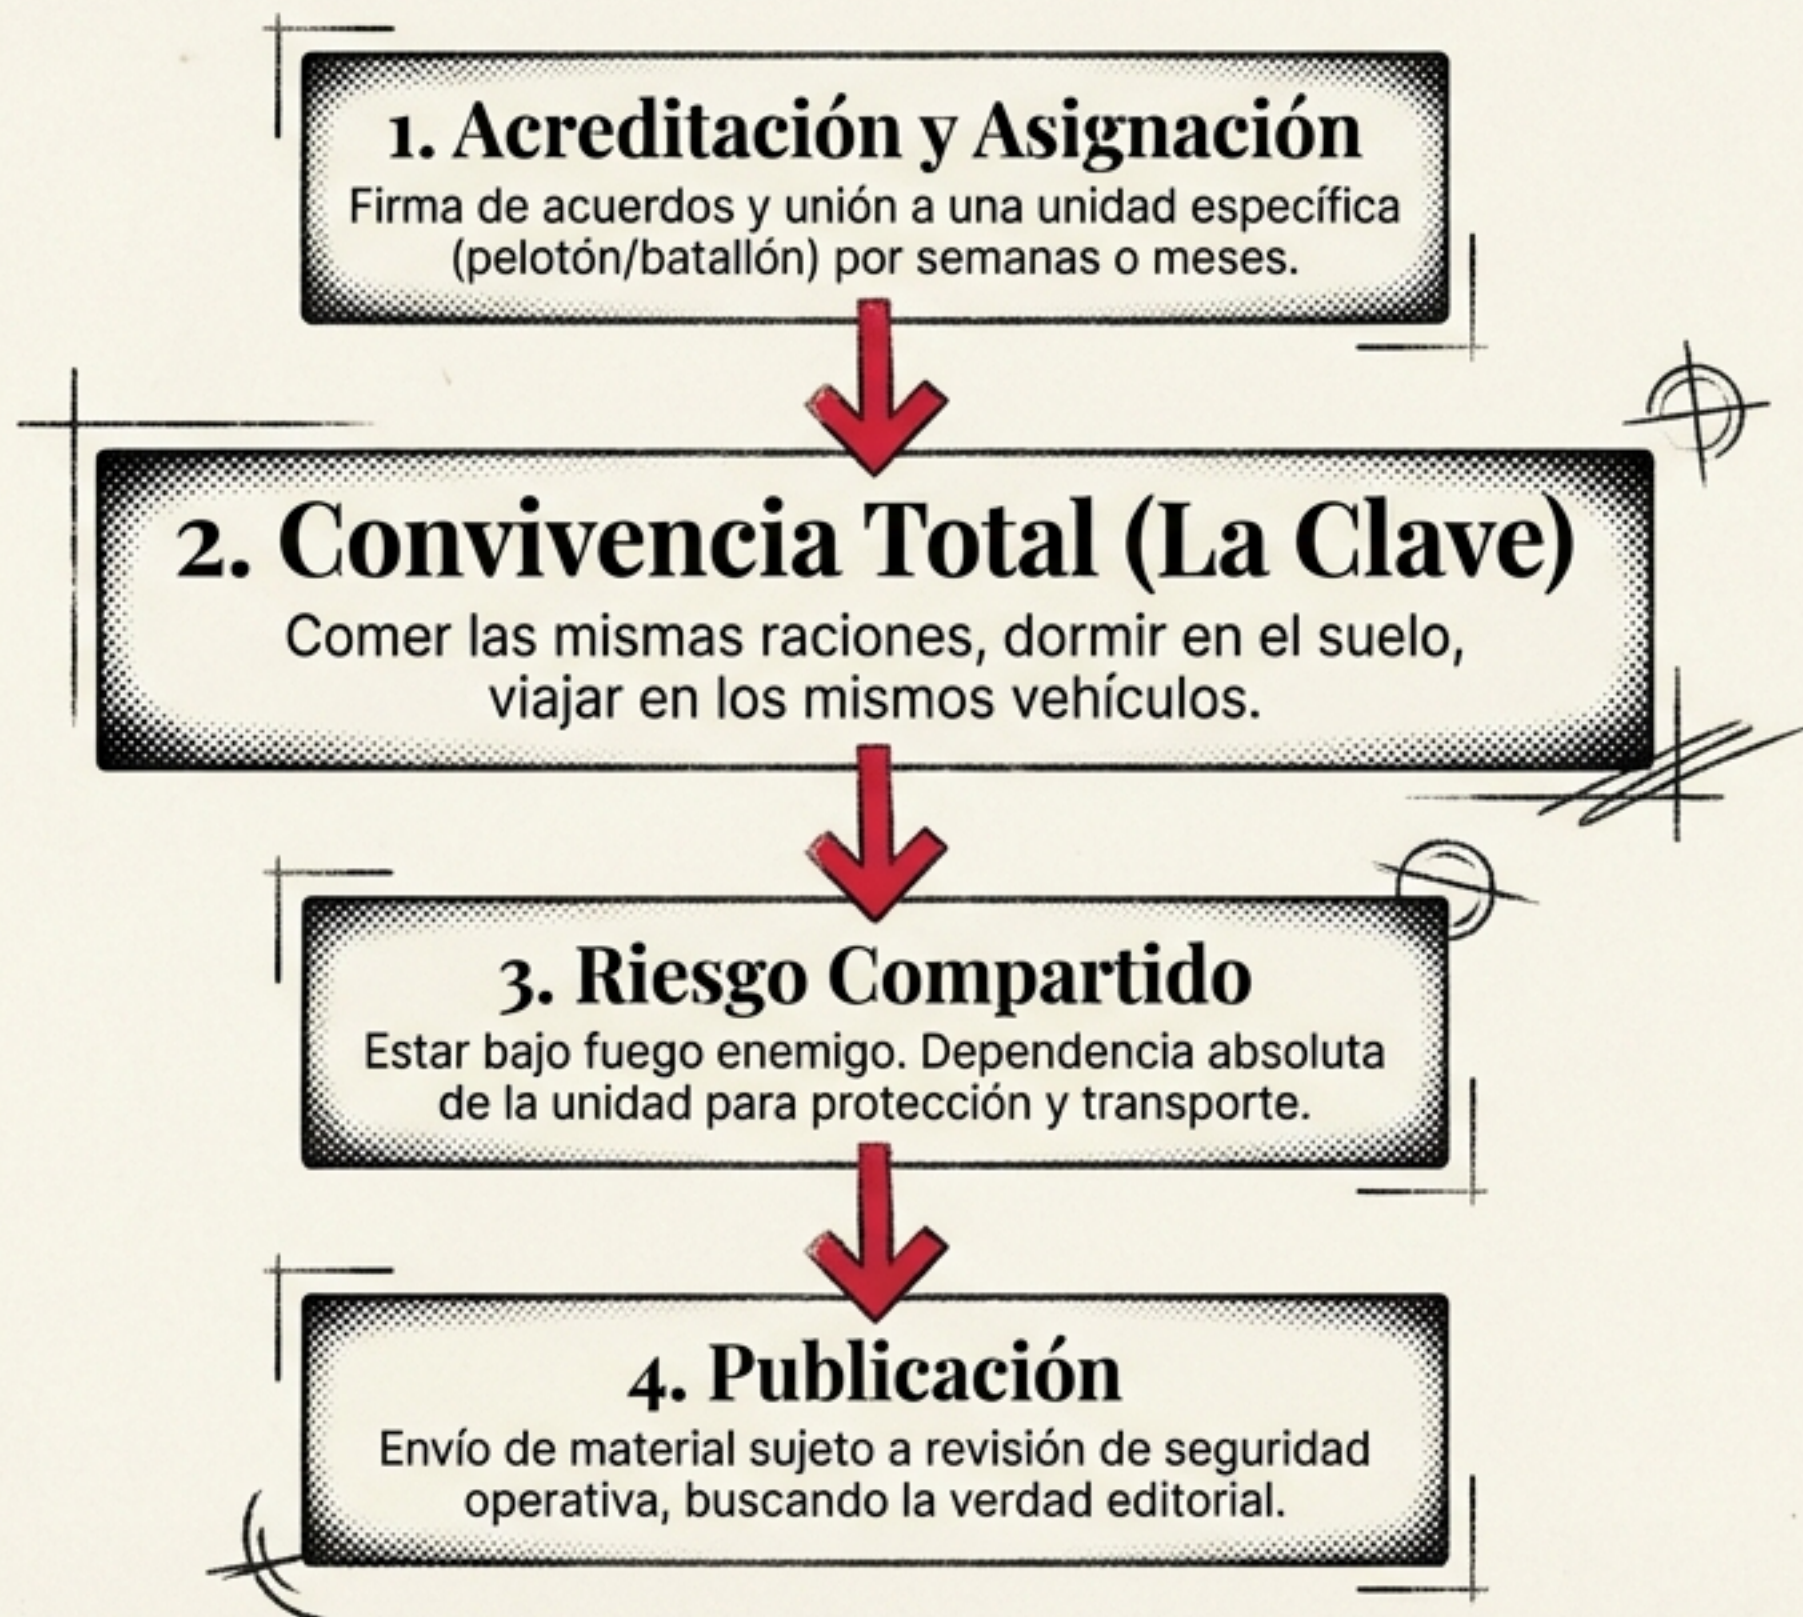 1. Acreditación y Asignación
Firma de acuerdos y unión a una unidad específica
(pelotón/batallón) por semanas o meses.
2. Convivencia Total (La Clave)
Comer las mismas raciones, dormir en el suelo,
viajar en los mismos vehículos.
3. Riesgo Compartido
Estar bajo fuego enemigo. Dependencia absoluta
de la unidad para protección y transporte.
4. Publicación
Envío de material sujeto a revisión de seguridad
operativa, buscando la verdad editorial.